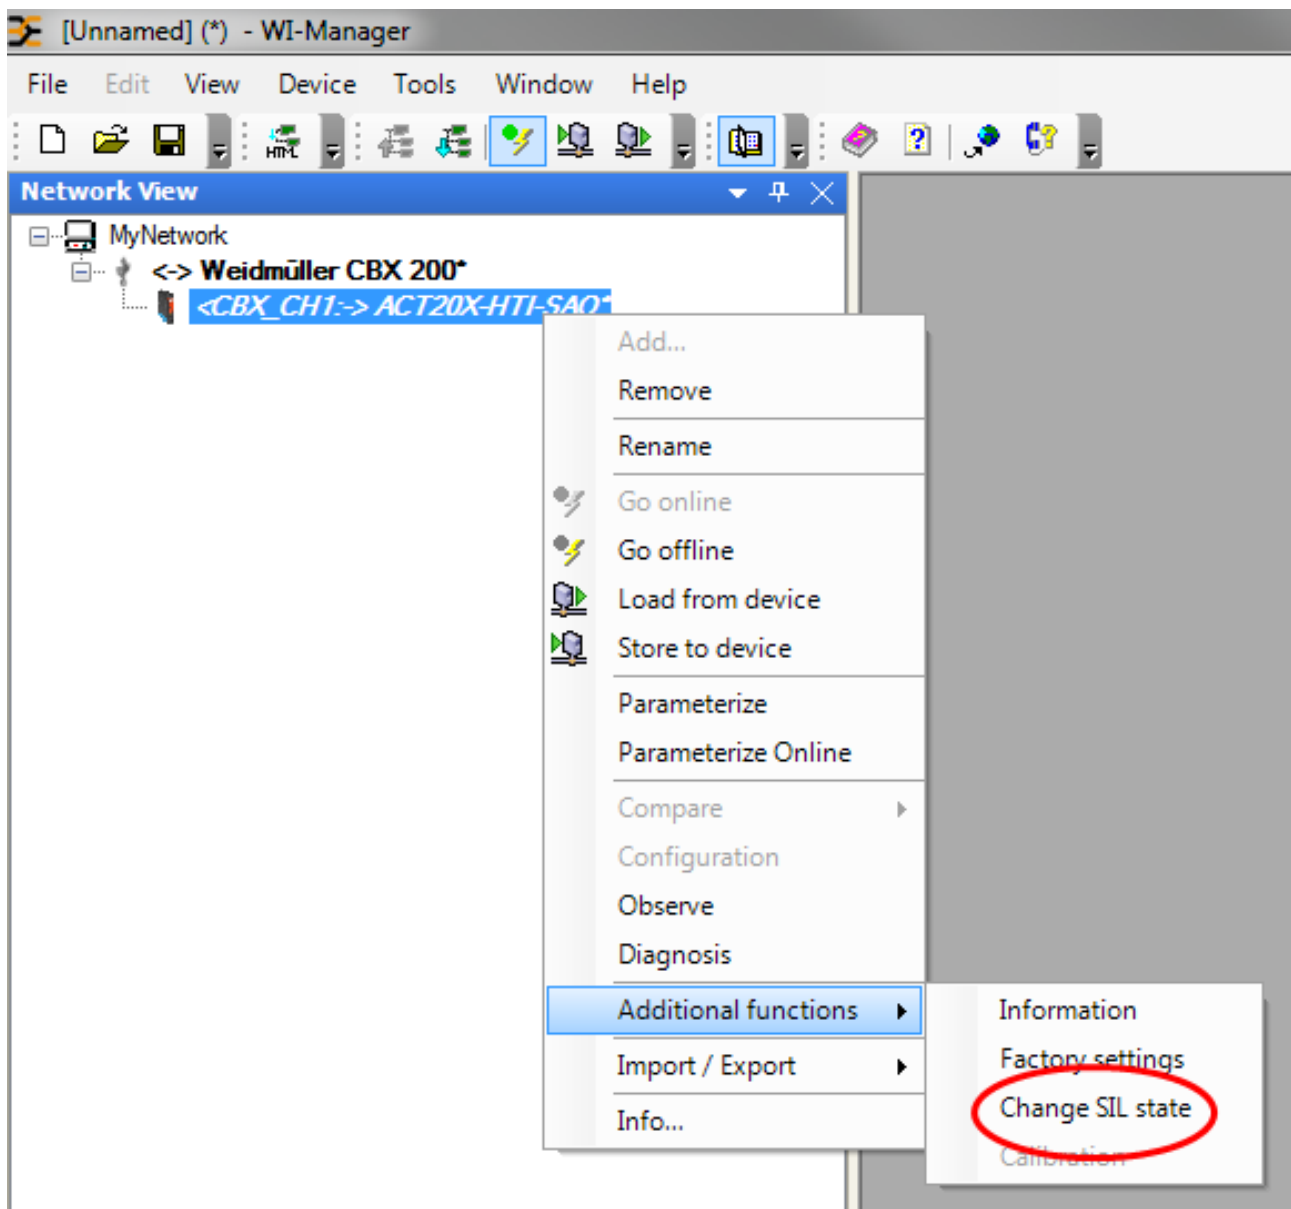 [Unnamed] (*) - WI-Manager
File Edit View Device Tools Window Help
HTML
Network View
MyNetwork
<-> Weidmüller CBX 200*
<CBX_CH1:-> ACT20X-HTI-SAO*
Add...
Remove
Rename
Go online
Go offline
Load from device
Store to device
Parameterize
Parameterize Online
Compare
Configuration
Observe
Diagnosis
Additional functions
Information
Factory settings
Change SIL state
Calibration
Import / Export
Info...